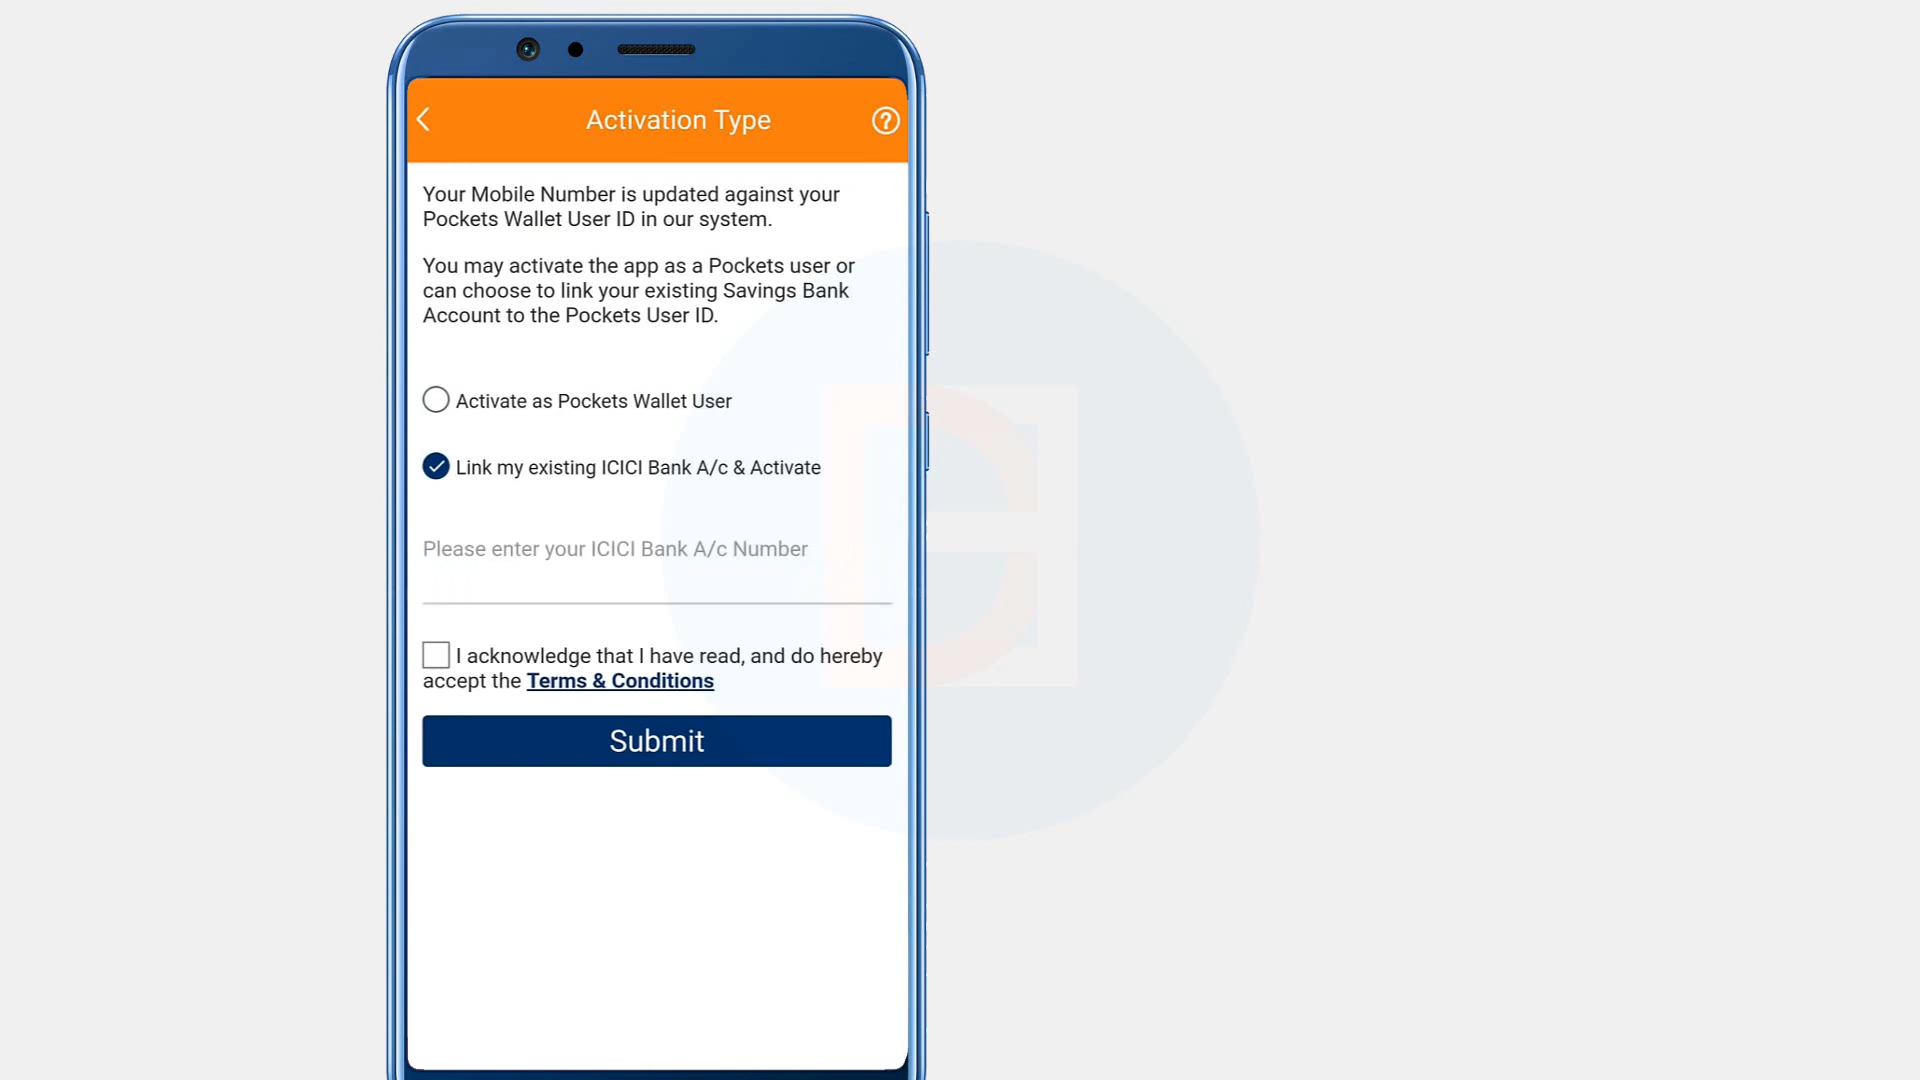 Activation Type
Your Mobile Number is updated against your
Pockets Wallet User ID in our system.
You may activate the app as a Pockets user or
can choose to link your existing Savings Bank
Account to the Pockets User ID.
Activate as Pockets Wallet User
Link my existing ICICI Bank A/c & Activate
Please enter your ICICI Bank A/c Number
I acknowledge that I have read, and do hereby
accept the Terms & Conditions
Submit